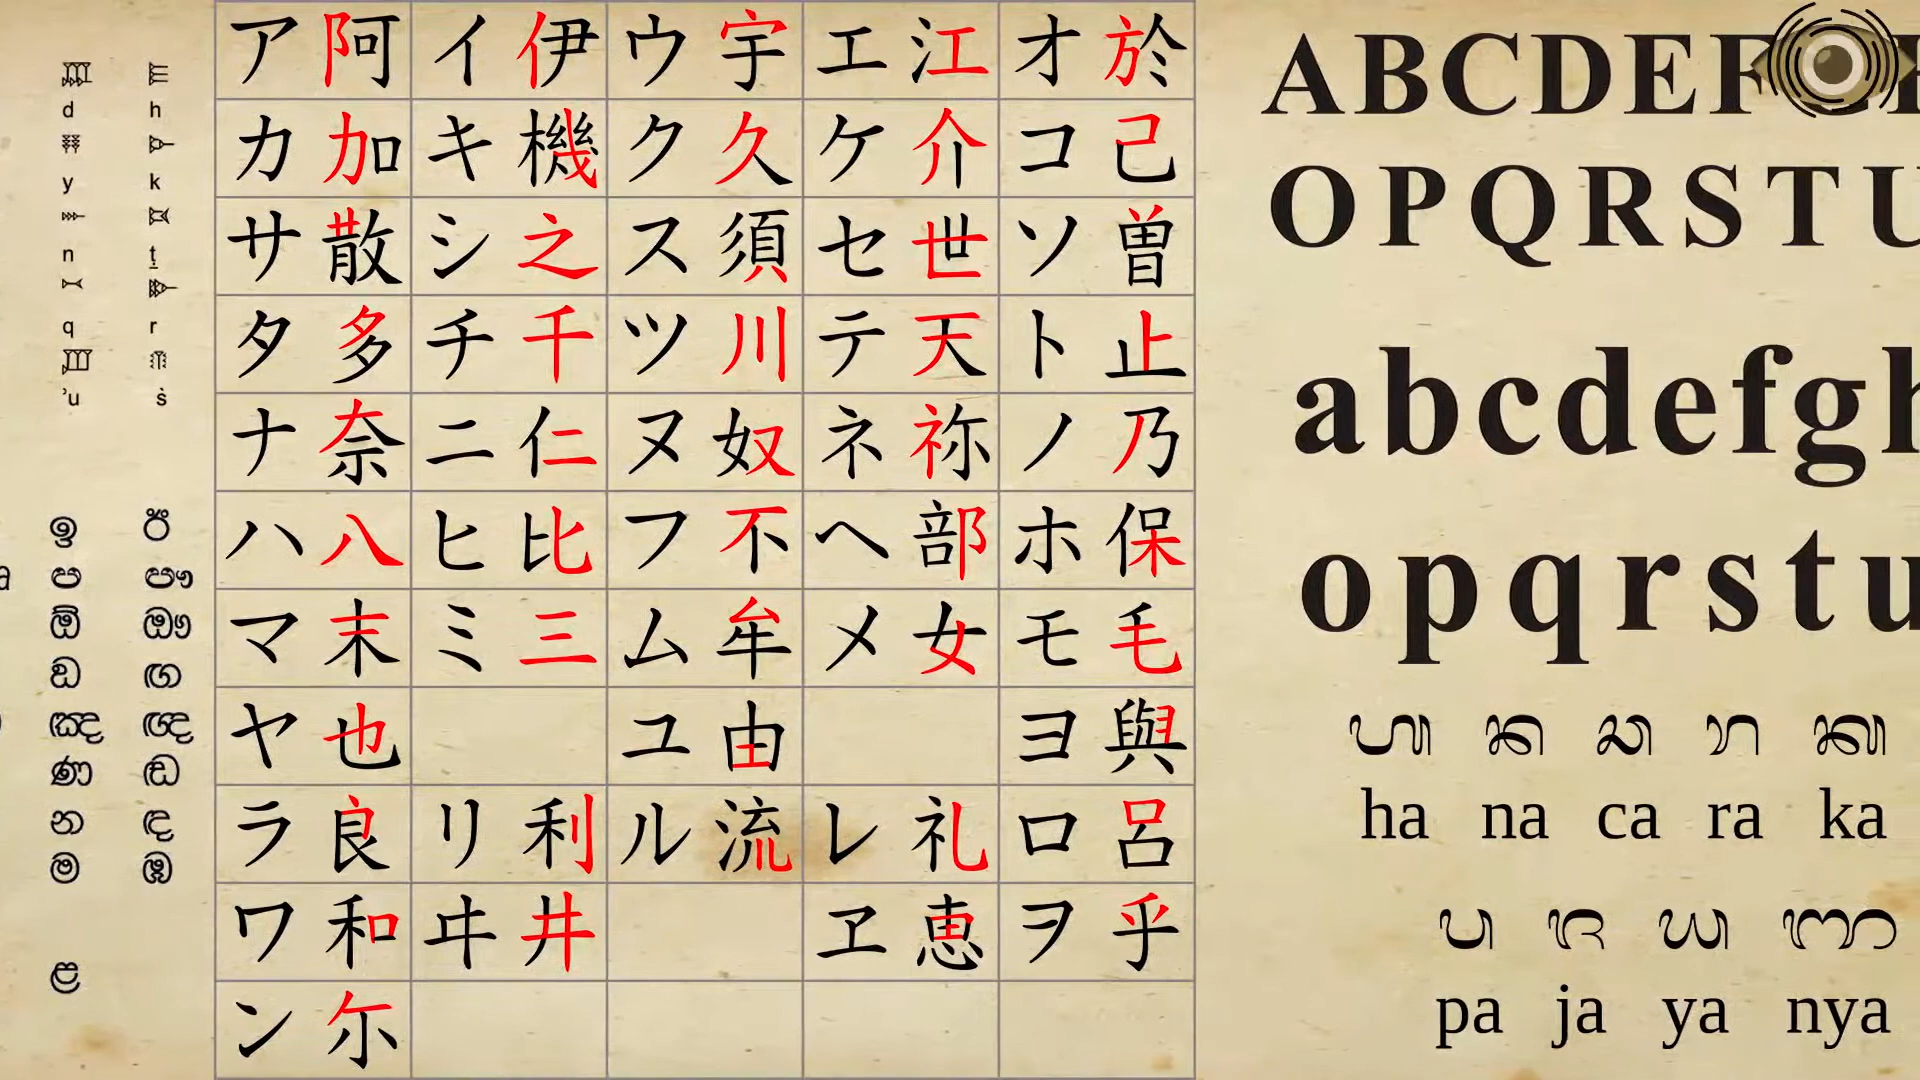 d h
y k
n ṭ
q r
ʾu ś
ඉ ඊ
ඏ ඐ
ඕ ඖ
ඞ ඟ
ඤ ඥ
ණ ඬ
න ඳ
ම ඹ
ළ
ア 阿 イ 伊 ウ 宇 エ 江 オ 於
カ 加 キ 機 ク 久 ケ 介 コ 己
サ 散 シ 之 ス 須 セ 世 ソ 曽
タ 多 チ 千 ツ 川 テ 天 ト 止
ナ 奈 ニ 仁 ヌ 奴 ネ 祢 ノ 乃
ハ 八 ヒ 比 フ 不 ヘ 部 ホ 保
マ 末 ミ 三 ム 牟 メ 女 モ 毛
ヤ 也 ユ 由 ヨ 與
ラ 良 リ 利 ル 流 レ 礼 ロ 呂
ワ 和 ヰ 井 ヱ 恵 ヲ 乎
ン 尓
ABCDEF
OPQRSTU
abcdefgh
opqrstu
ᬳ ᬦ ᬘ ᬭ ᬓ
ha na ca ra ka
ᬧ ᬚ ᬬ ᬜ
pa ja ya nya